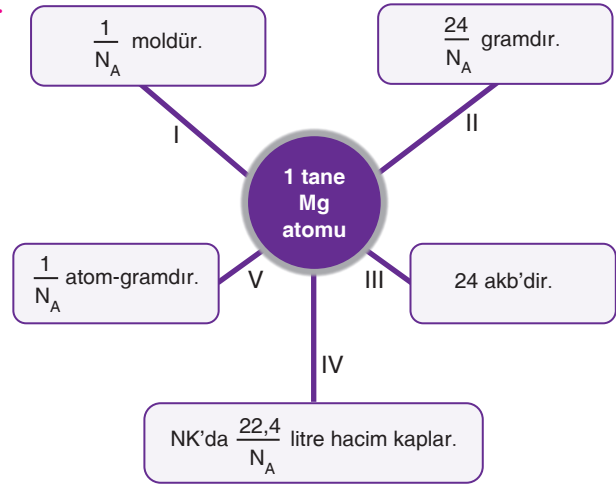 1/N_A moldür.
24/N_A gramdır.
I
II
1 tane
Mg
atomu
1/N_A atom-gramdır.
V
III
24 akb’dir.
IV
NK’da 22,4/N_A litre hacim kaplar.